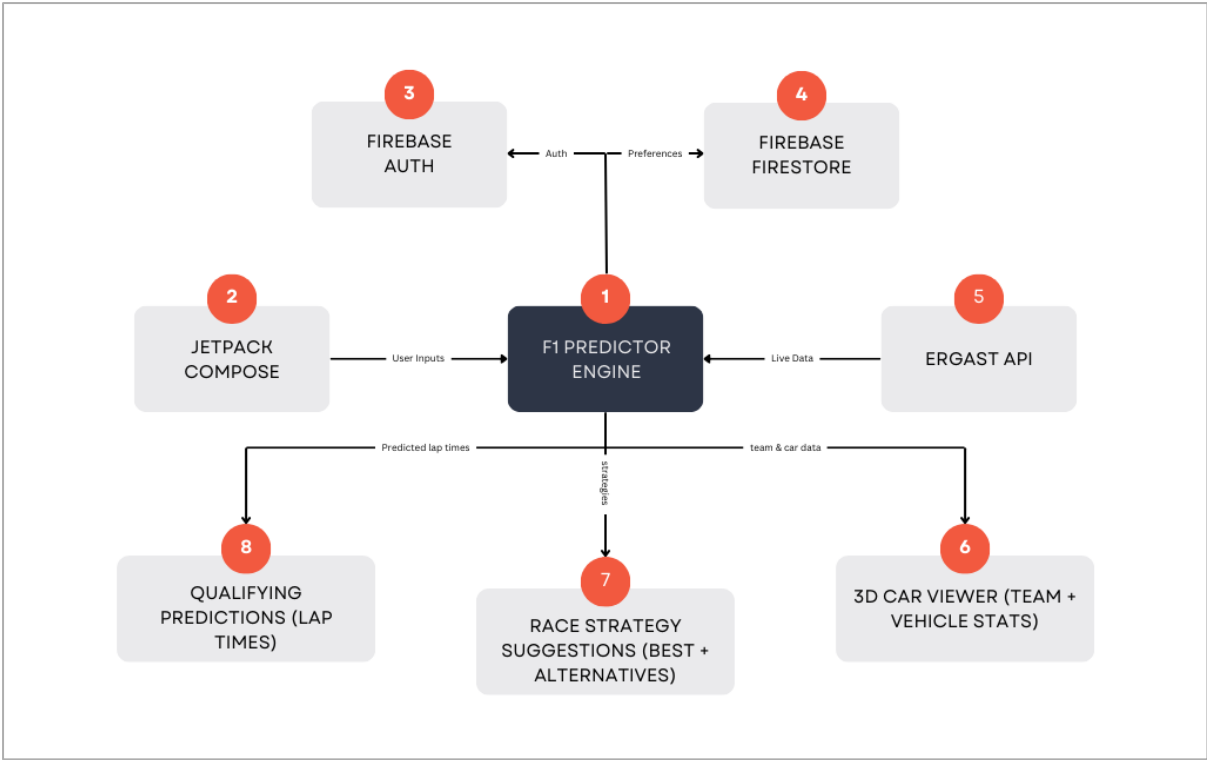 3
FIREBASE
AUTH
4
FIREBASE
FIRESTORE
Auth
Preferences
2
JETPACK
COMPOSE
User Inputs
1
F1 PREDICTOR
ENGINE
Live Data
5
ERGAST API
Predicted lap times
strategies
team & car data
8
QUALIFYING
PREDICTIONS (LAP
TIMES)
7
RACE STRATEGY
SUGGESTIONS (BEST +
ALTERNATIVES)
6
3D CAR VIEWER (TEAM +
VEHICLE STATS)